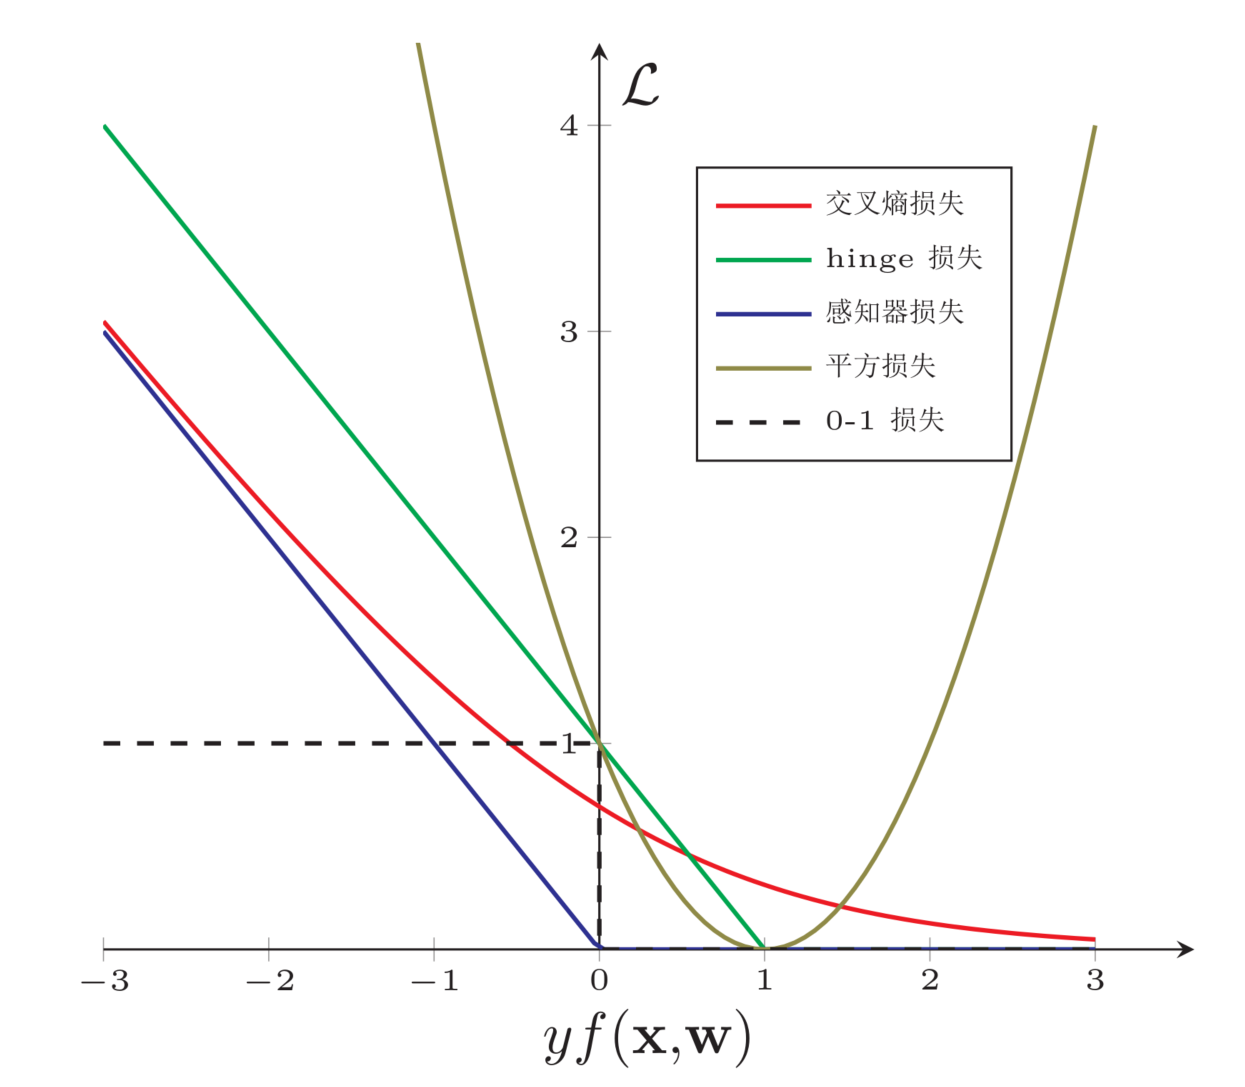 ℒ
4
3
2
1
交叉熵损失
hinge 损失
感知器损失
平方损失
0-1 损失
−3 −2 −1 0 1 2 3
yf(x,w)